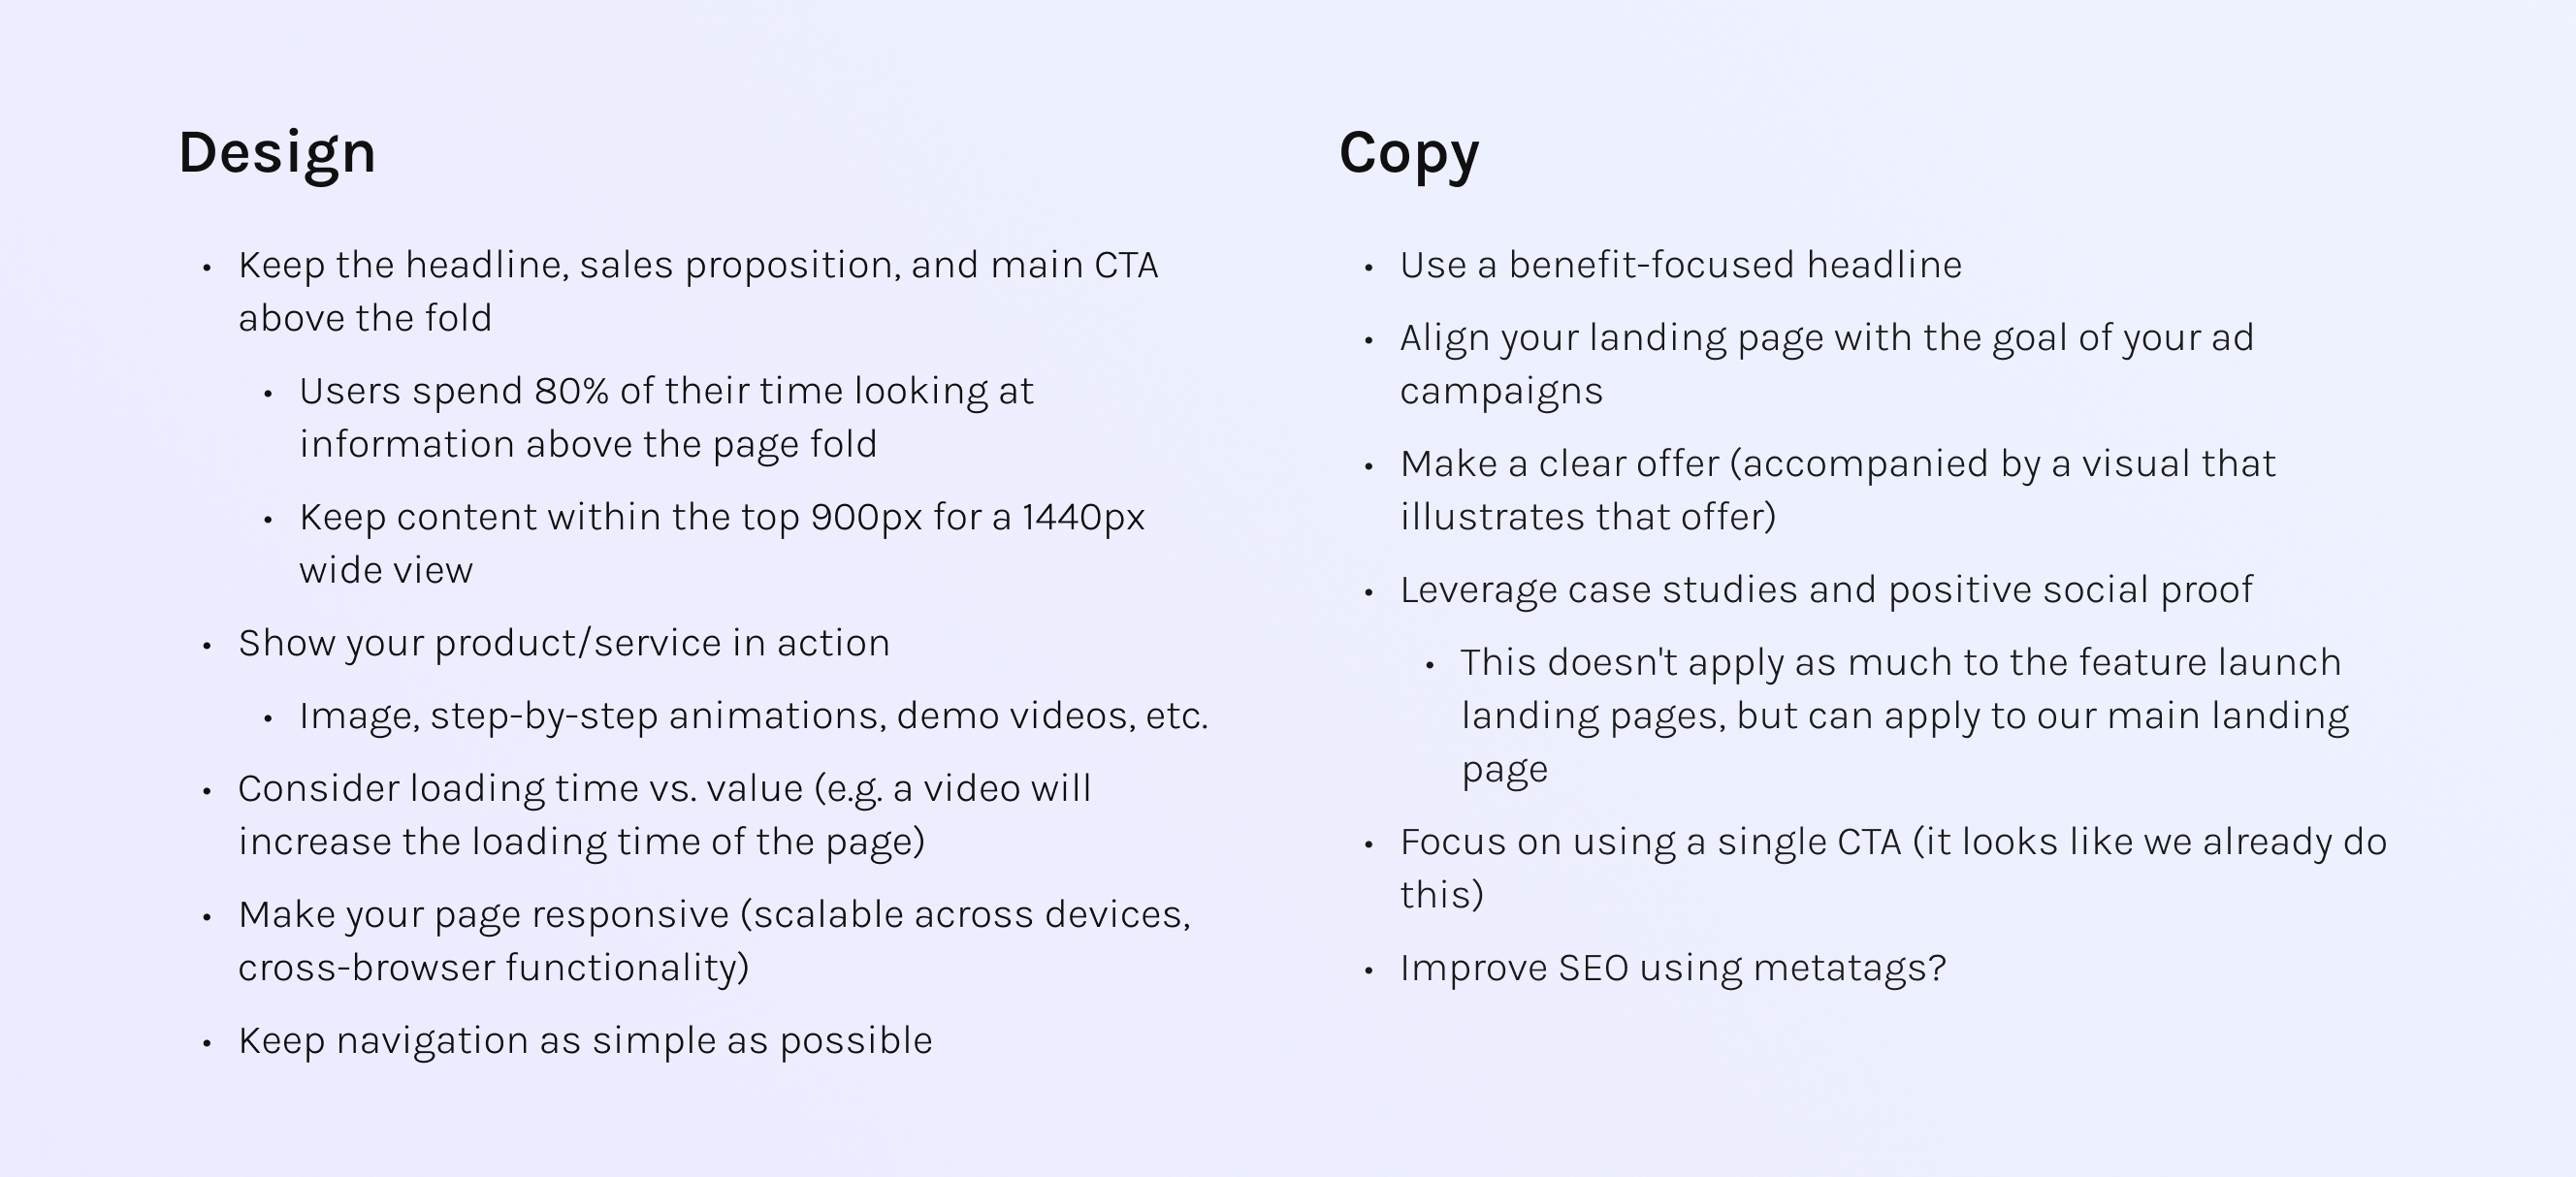 Design
• Keep the headline, sales proposition, and main CTA
above the fold
• Users spend 80% of their time looking at
information above the page fold
• Keep content within the top 900px for a 1440px
wide view
• Show your product/service in action
• Image, step-by-step animations, demo videos, etc.
• Consider loading time vs. value (e.g. a video will
increase the loading time of the page)
• Make your page responsive (scalable across devices,
cross-browser functionality)
• Keep navigation as simple as possible
Copy
• Use a benefit-focused headline
• Align your landing page with the goal of your ad
campaigns
• Make a clear offer (accompanied by a visual that
illustrates that offer)
• Leverage case studies and positive social proof
• This doesn't apply as much to the feature launch
landing pages, but can apply to our main landing
page
• Focus on using a single CTA (it looks like we already do
this)
• Improve SEO using metatags?